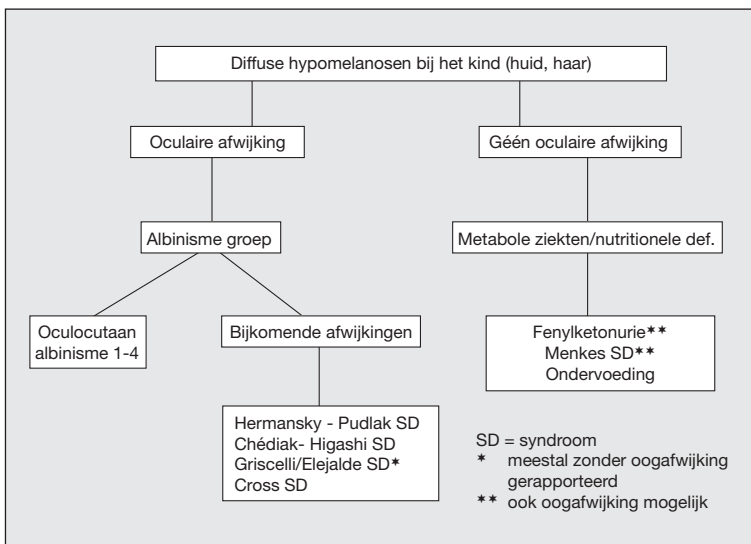 Diffuse hypomelanosen bij het kind (huid, haar)
Oculaire afwijking
Géén oculaire afwijking
Albinisme groep
Metabole ziekten/nutritionele def.
Oculocutaan
albinisme 1-4
Bijkomende afwijkingen
Fenylketonurie**
Menkes SD**
Ondervoeding
Hermansky - Pudlak SD
Chédiak- Higashi SD
Griscelli/Elejalde SD*
Cross SD
SD = syndroom
* meestal zonder oogafwijking
gerapporteerd
** ook oogafwijking mogelijk